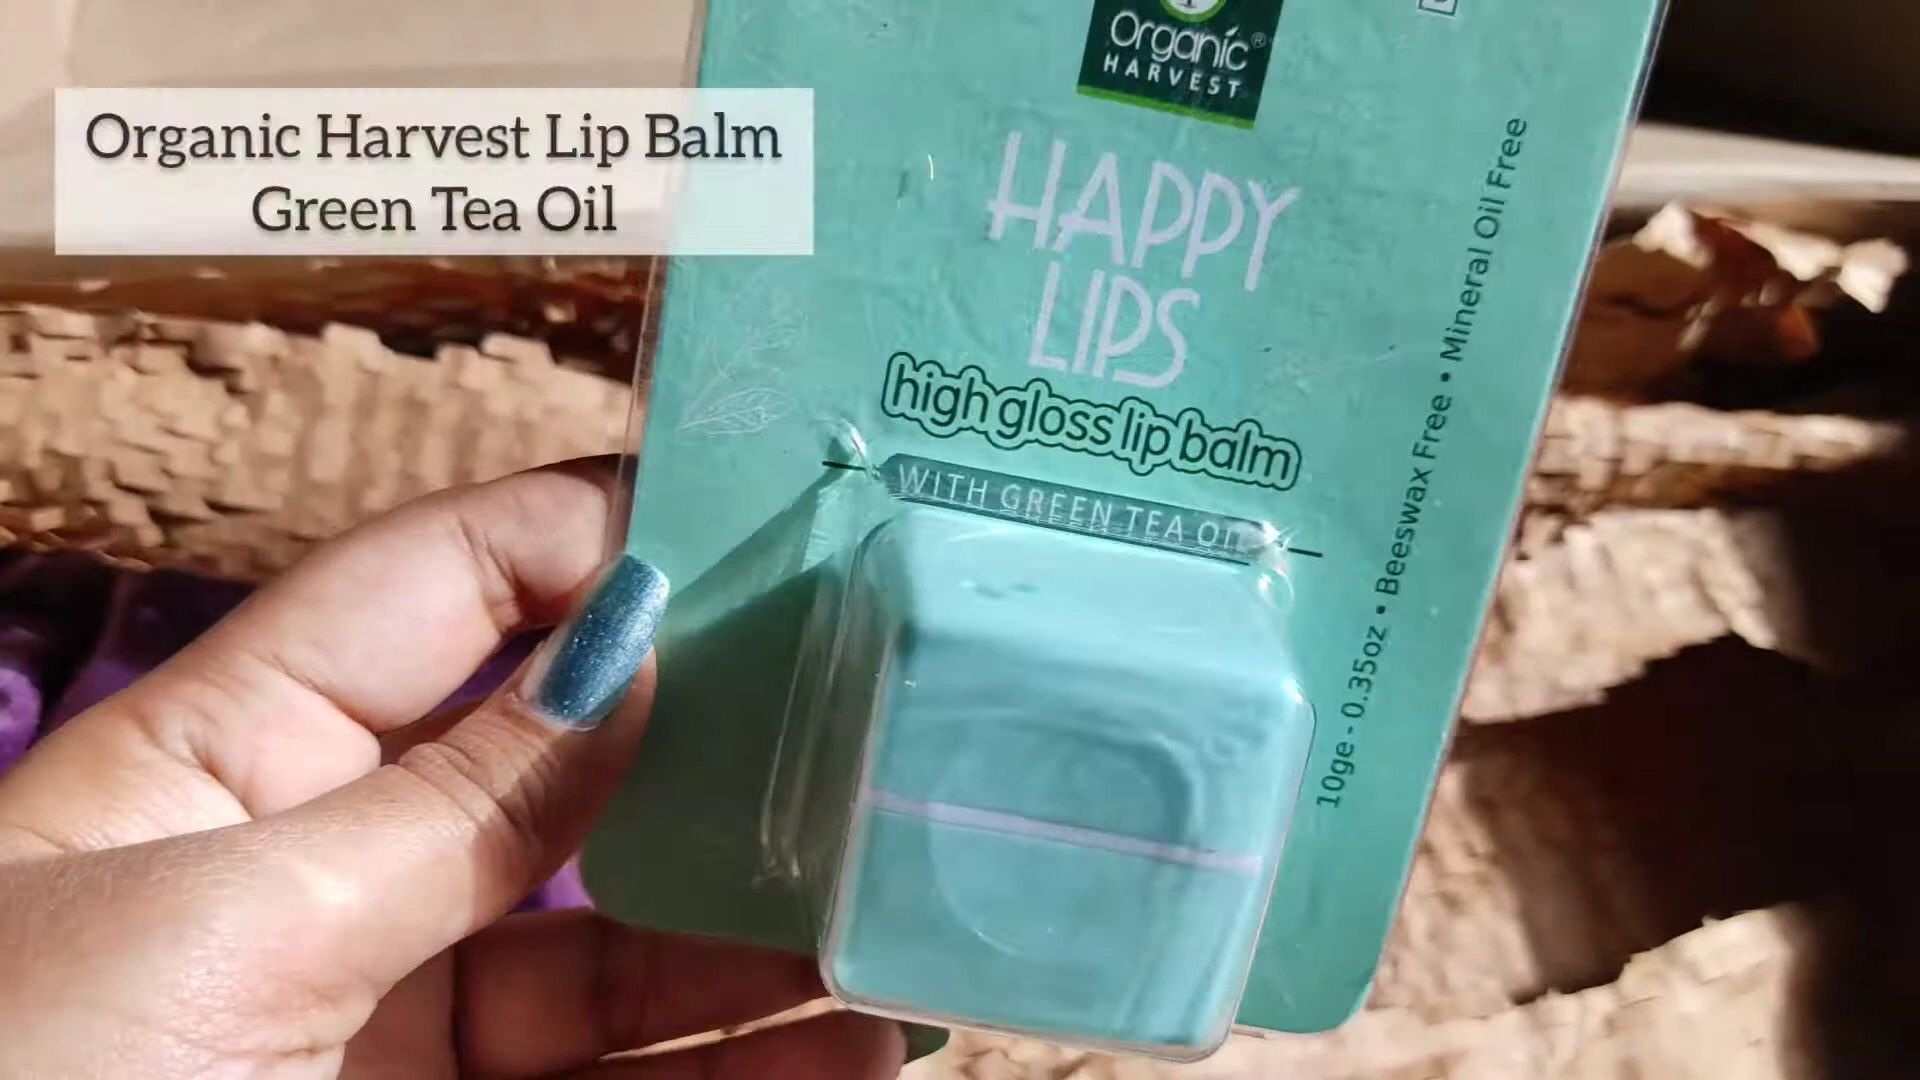 Organic Harvest Lip Balm
Green Tea Oil
Organic®
HARVEST
HAPPY
LIPS
high gloss lip balm
WITH GREEN TEA OIL
10ge - 0.35oz • Beeswax Free • Mineral Oil Free